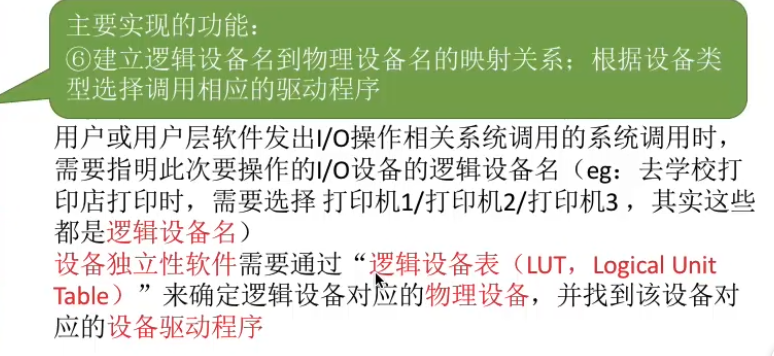 主要实现的功能：
⑥建立逻辑设备名到物理设备名的映射关系；根据设备类
型选择调用相应的驱动程序
用户或用户层软件发出I/O操作相关系统调用的系统调用时，
需要指明此次要操作的I/O设备的逻辑设备名（eg：去学校打
印店打印时，需要选择 打印机1/打印机2/打印机3 ，其实这些
都是逻辑设备名）
设备独立性软件需要通过“逻辑设备表（LUT，Logical Unit
Table）”来确定逻辑设备对应的物理设备，并找到该设备对
应的设备驱动程序